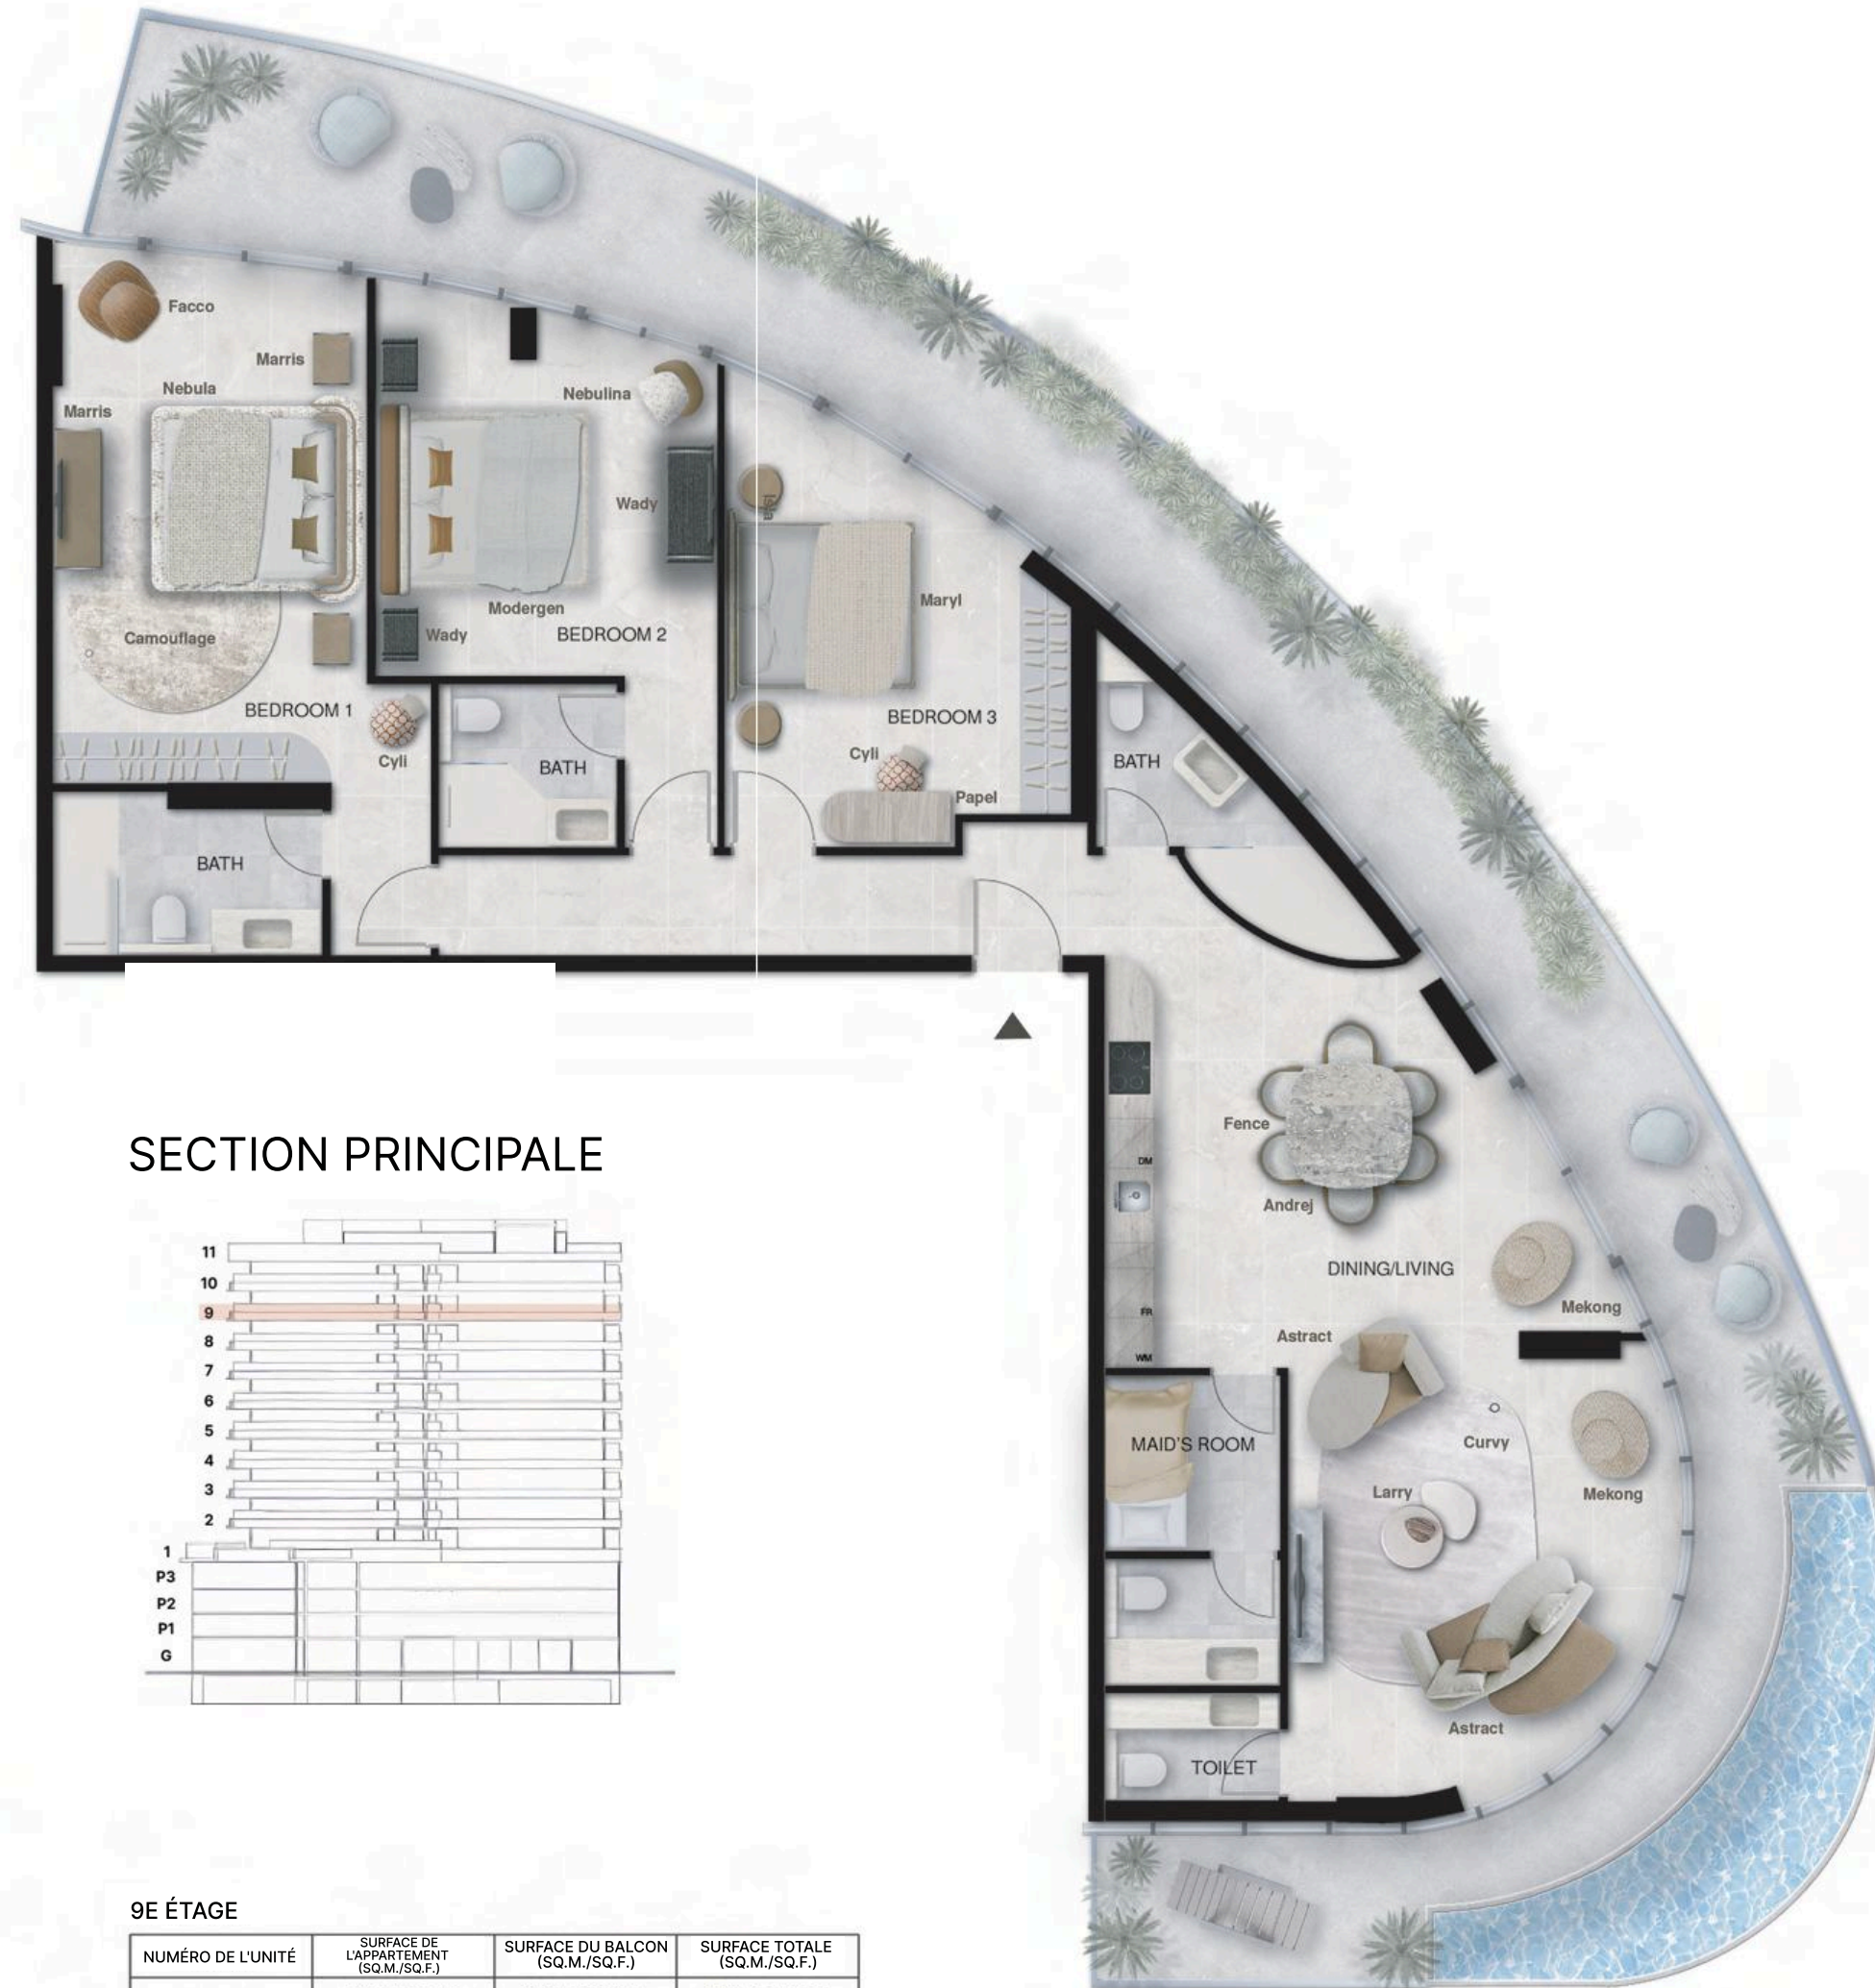 Facco
Marris
Nebula
Marris
Camouflage
BEDROOM 1
Cyli
BATH
Nebulina
Wady
Modergen
Wady
BEDROOM 2
BATH
Isla
Maryl
BEDROOM 3
Cyli
Papel
BATH
Fence
DM
Andrej
DINING/LIVING
Mekong
FR
Astract
WM
MAID'S ROOM
Curvy
Larry
Mekong
Astract
TOILET
SECTION PRINCIPALE
11
10
9
8
7
6
5
4
3
2
1
P3
P2
P1
G
9E ÉTAGE
NUMÉRO DE L'UNITÉ
SURFACE DE
L'APPARTEMENT
(SQ.M./SQ.F.)
SURFACE DU BALCON
(SQ.M./SQ.F.)
SURFACE TOTALE
(SQ.M./SQ.F.)